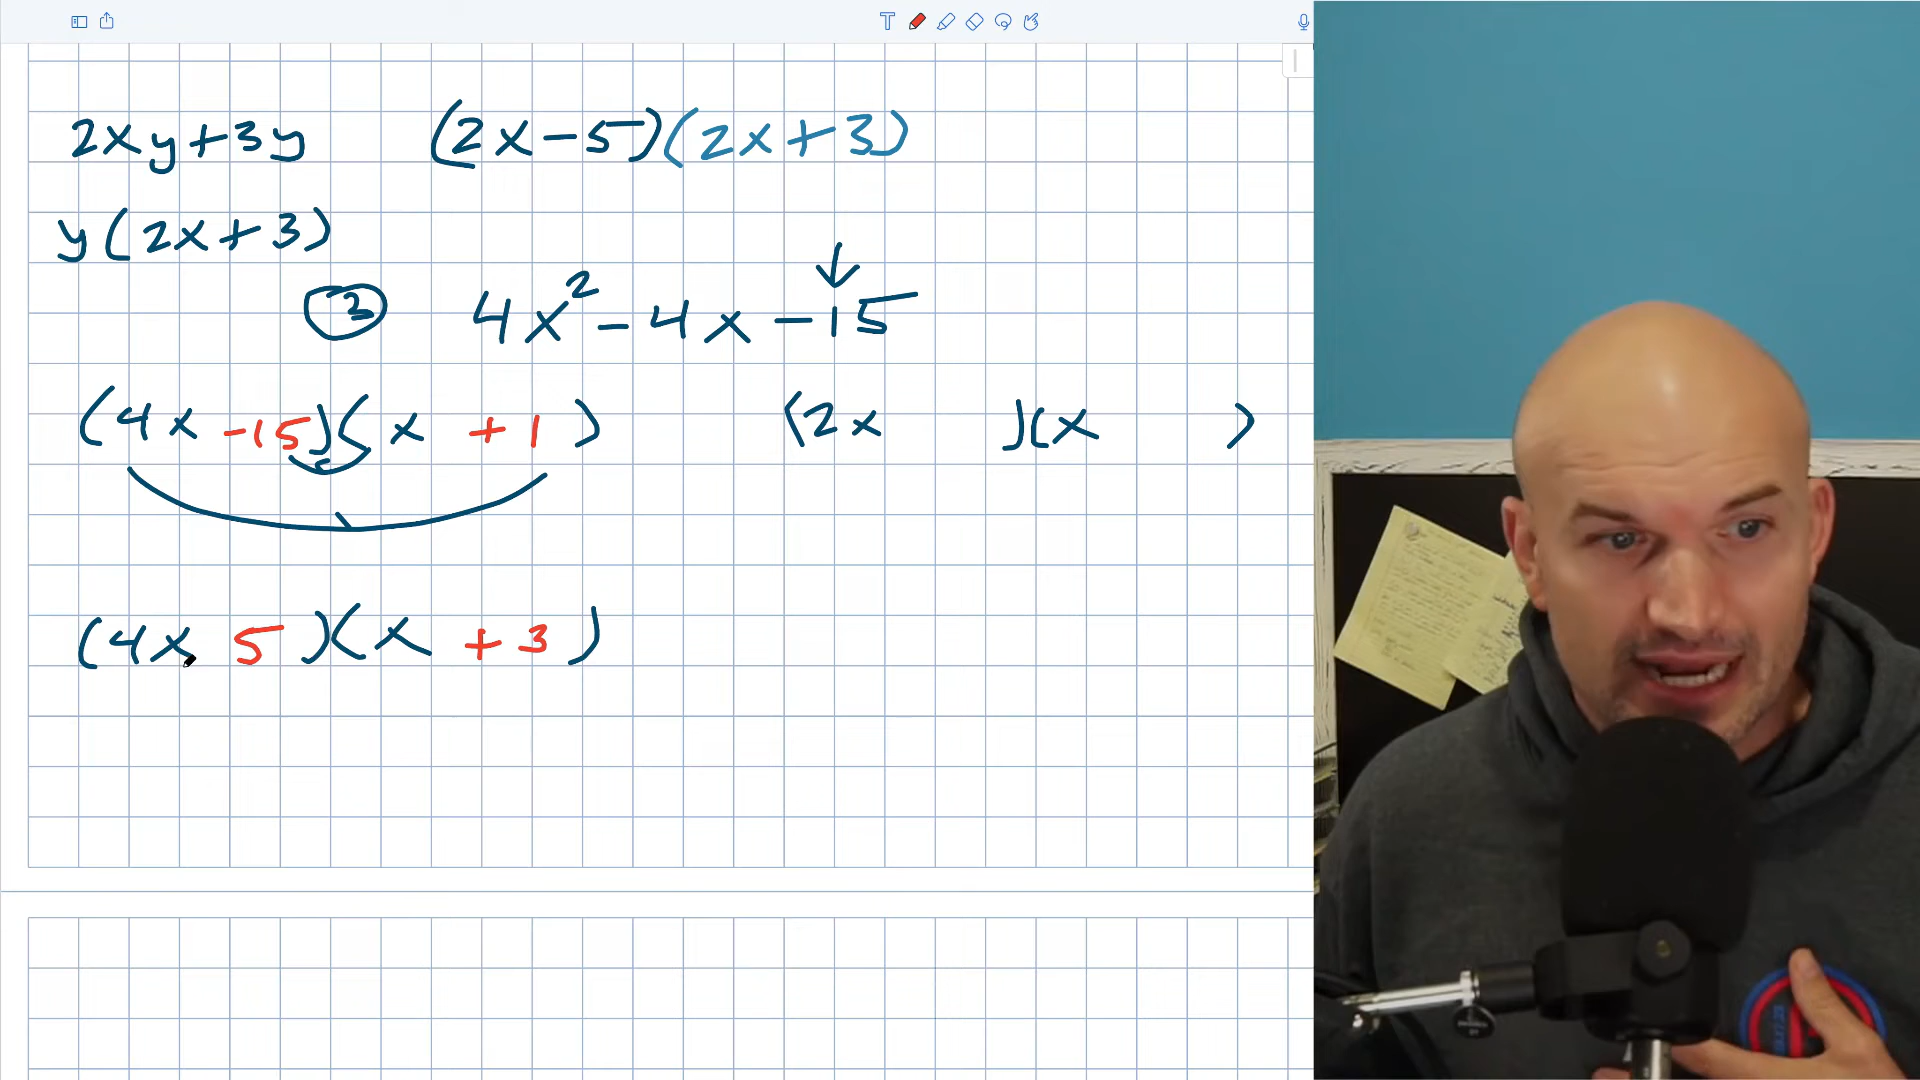 2xy+3y (2x-5)(2x+3)
y(2x+3)
3 4x²-4x-15
(4x -15)(x +1) (2x )(x )
(4x 5)(x +3)